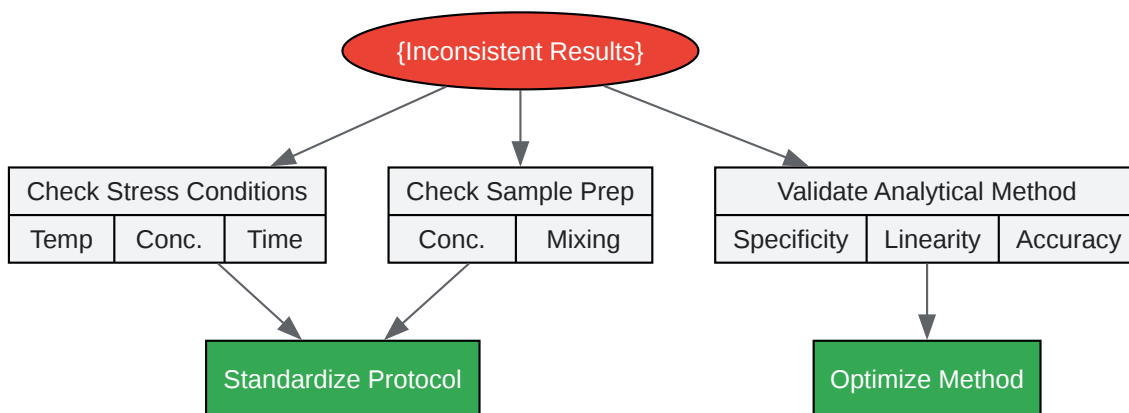 {Inconsistent Results}
Check Stress Conditions
Temp Conc. Time
Check Sample Prep
Conc. Mixing
Validate Analytical Method
Specificity Linearity Accuracy
Standardize Protocol
Optimize Method